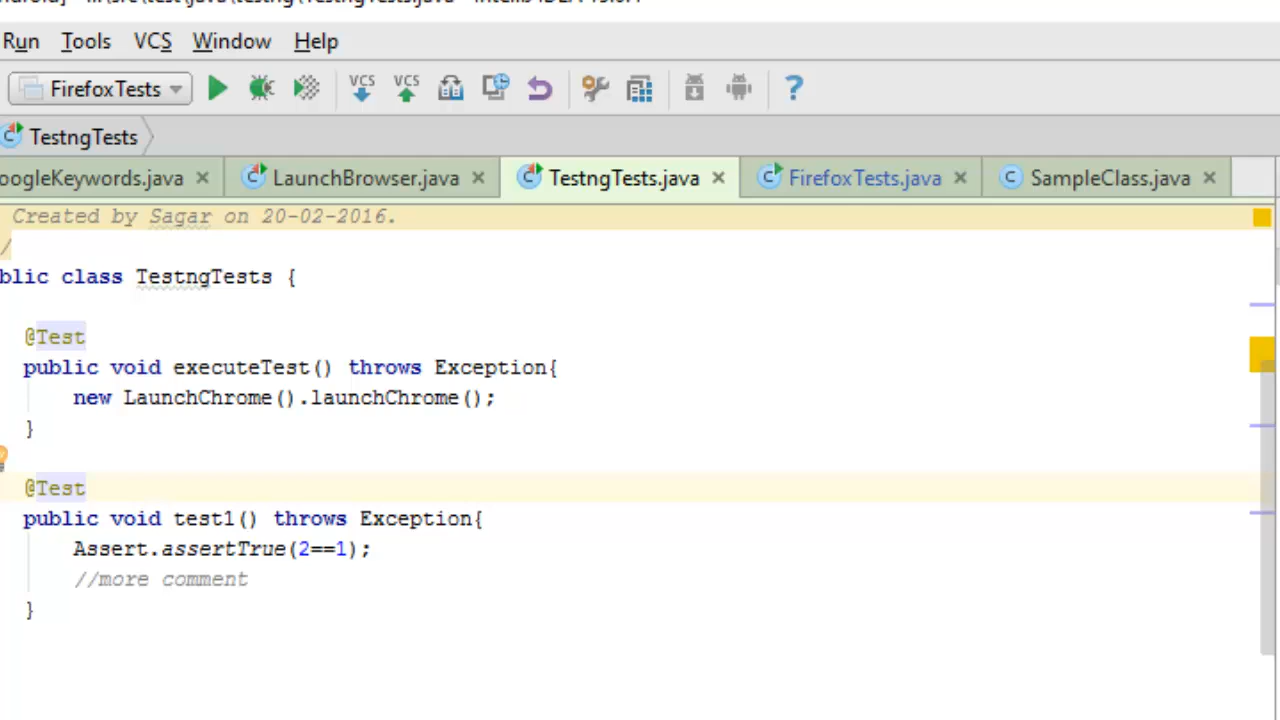 Run Tools VCS Window Help
FirefoxTests VCS VCS ?
TestngTests
oogleKeywords.java LaunchBrowser.java TestngTests.java FirefoxTests.java SampleClass.java
Created by Sagar on 20-02-2016.
/
blic class TestngTests {
@Test
public void executeTest() throws Exception{
new LaunchChrome().launchChrome();
}
@Test
public void test1() throws Exception{
Assert.assertTrue(2==1);
//more comment
}